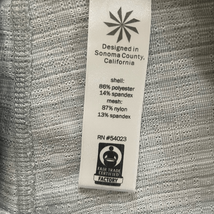 Designed in
Sonoma County,
California
shell:
86% polyester
14% spandex
mesh:
87% nylon
13% spandex
RN #54023
FAIR TRADE
CERTIFIED
FACTORY